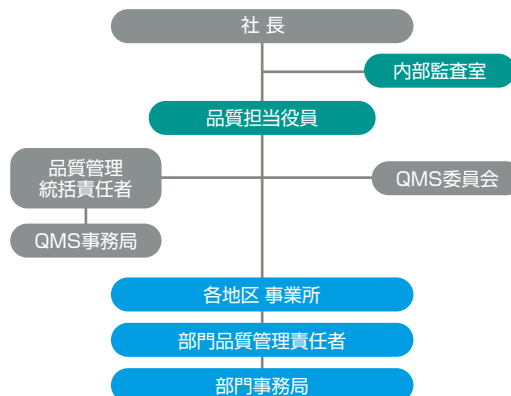 社 長
内部監査室
品質担当役員
品質管理
統括責任者
QMS委員会
QMS事務局
各地区 事業所
部門品質管理責任者
部門事務局